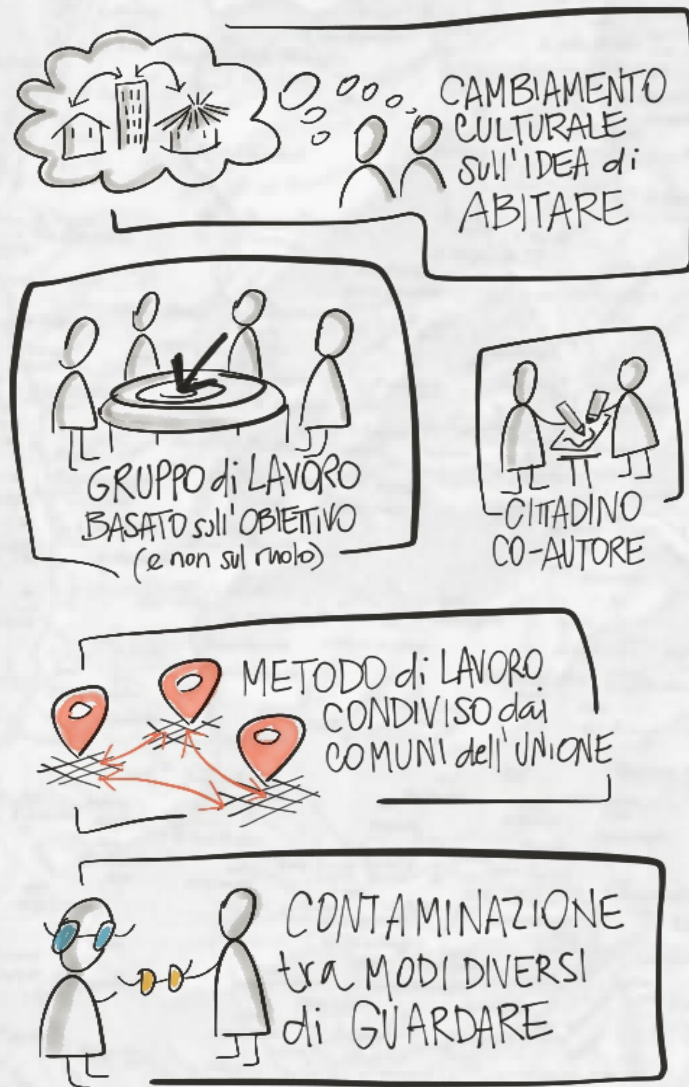 CAMBIAMENTO
CULTURALE
sull'IDEA di
ABITARE
GRUPPO di LAVORO
BASATO sull'OBIETTIVO
(e non sul ruolo)
CITTADINO
CO-AUTORE
METODO di LAVORO
CONDIVISO dai
COMUNI dell'UNIONE
CONTAMINAZIONE
tra MODI DIVERSI
di GUARDARE